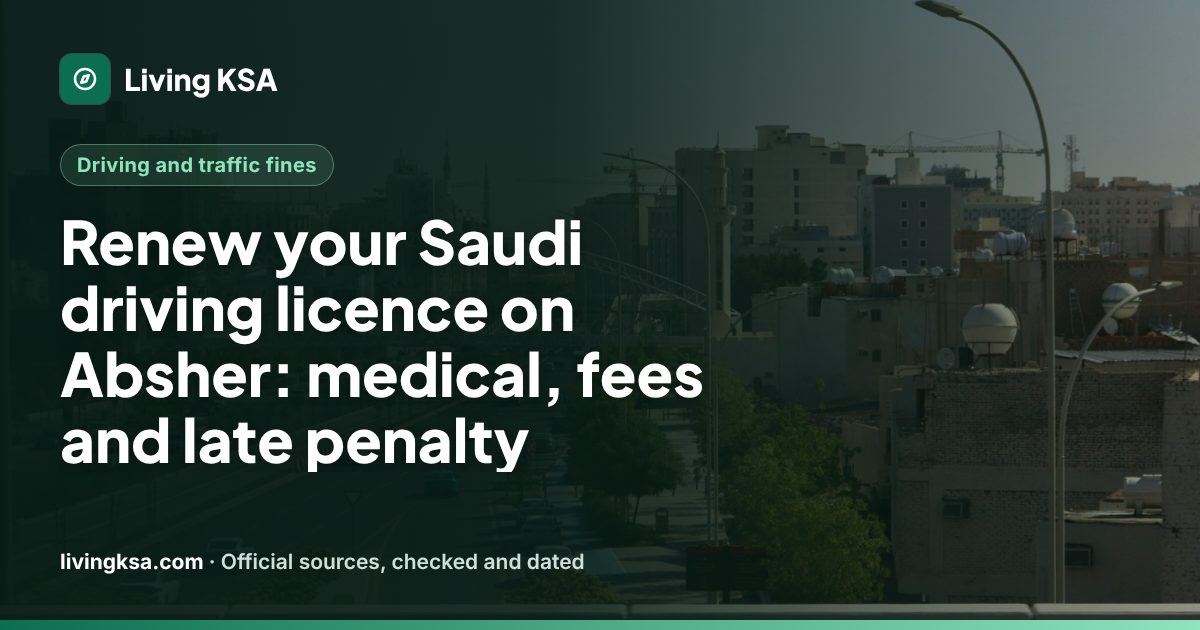 Living KSA
Driving and traffic fines
Renew your Saudi
driving licence on
Absher: medical, fees
and late penalty
livingksa.com · Official sources, checked and dated